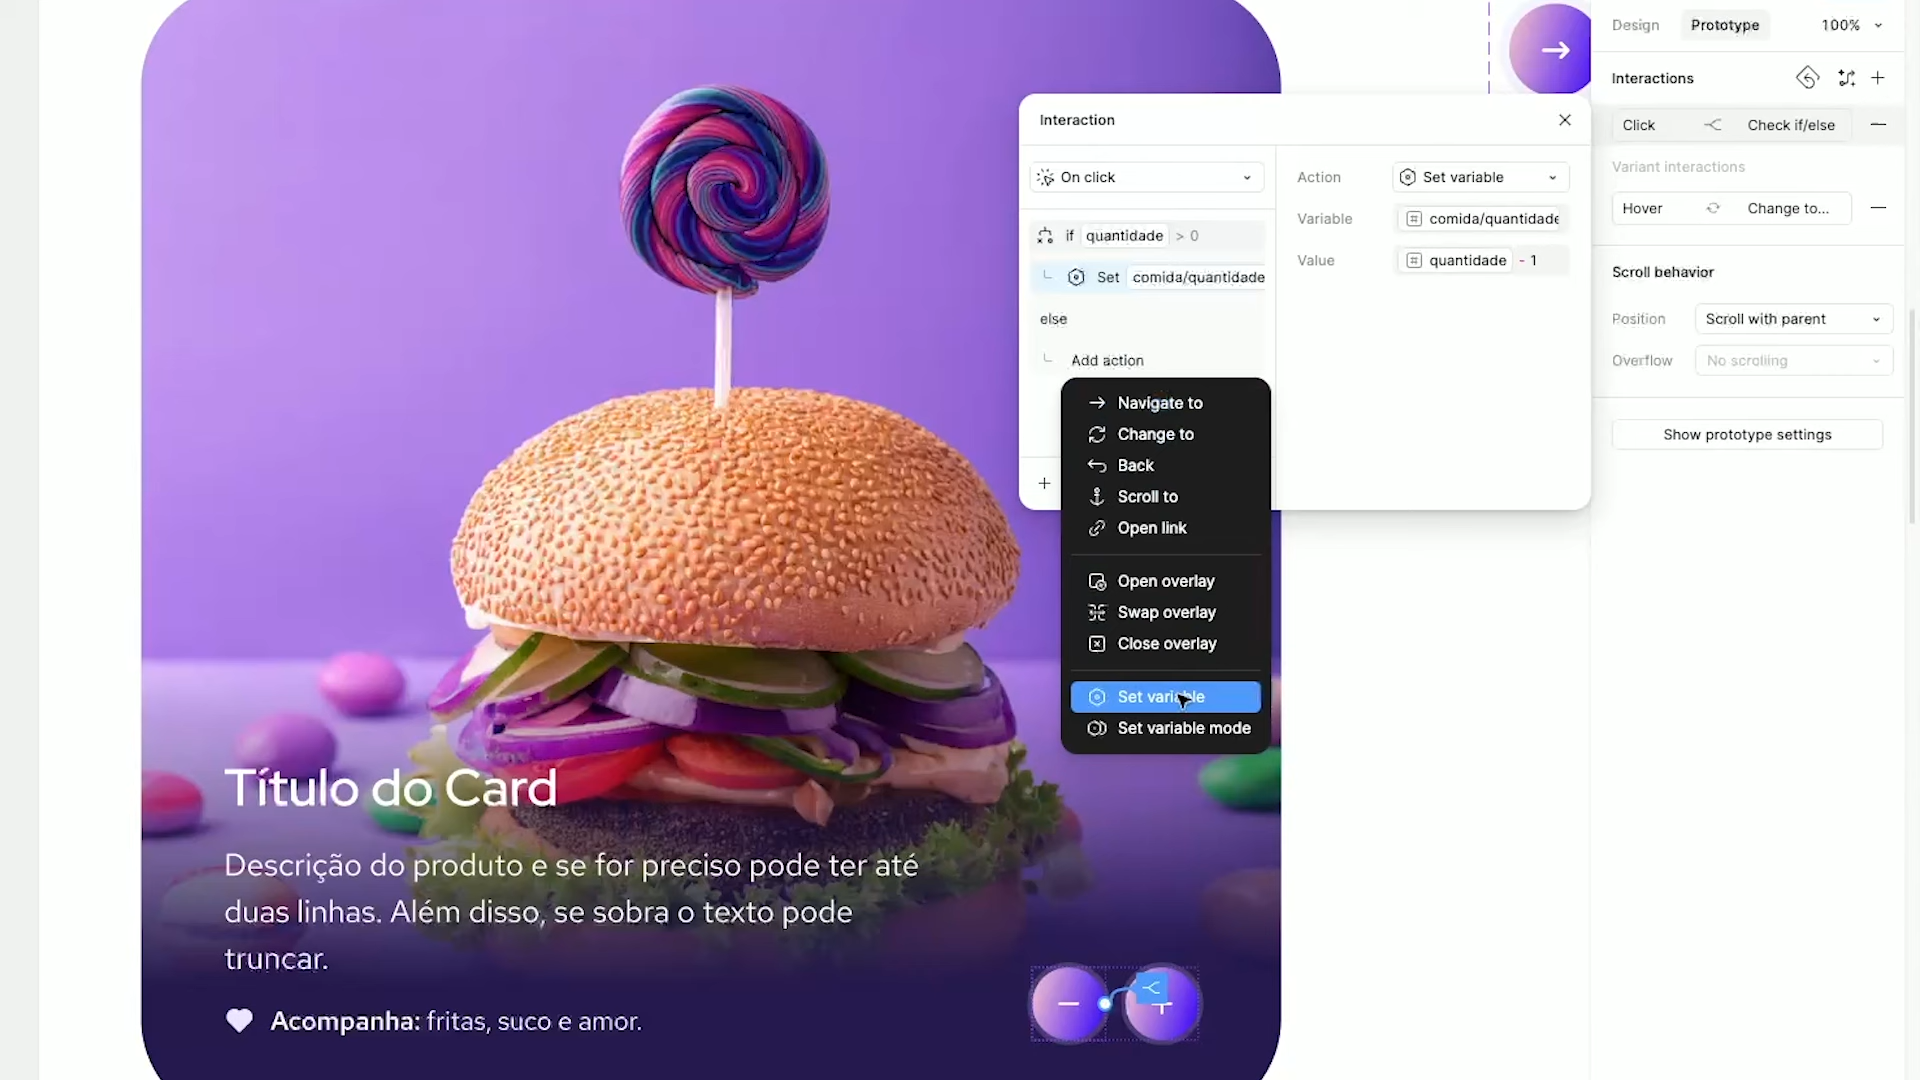 Design
Prototype
100%
Interactions
Click
Check if/else
Variant interactions
Hover
Change to...
Scroll behavior
Position
Scroll with parent
Overflow
No scrolling
Show prototype settings
Interaction
On click
if quantidade > 0
Set comida/quantidade
else
Add action
Action
Set variable
Variable
comida/quantidade
Value
quantidade - 1
Navigate to
Change to
Back
Scroll to
Open link
Open overlay
Swap overlay
Close overlay
Set variable
Set variable mode
Título do Card
Descrição do produto e se for preciso pode ter até
duas linhas. Além disso, se sobra o texto pode
truncar.
Acompanha: fritas, suco e amor.